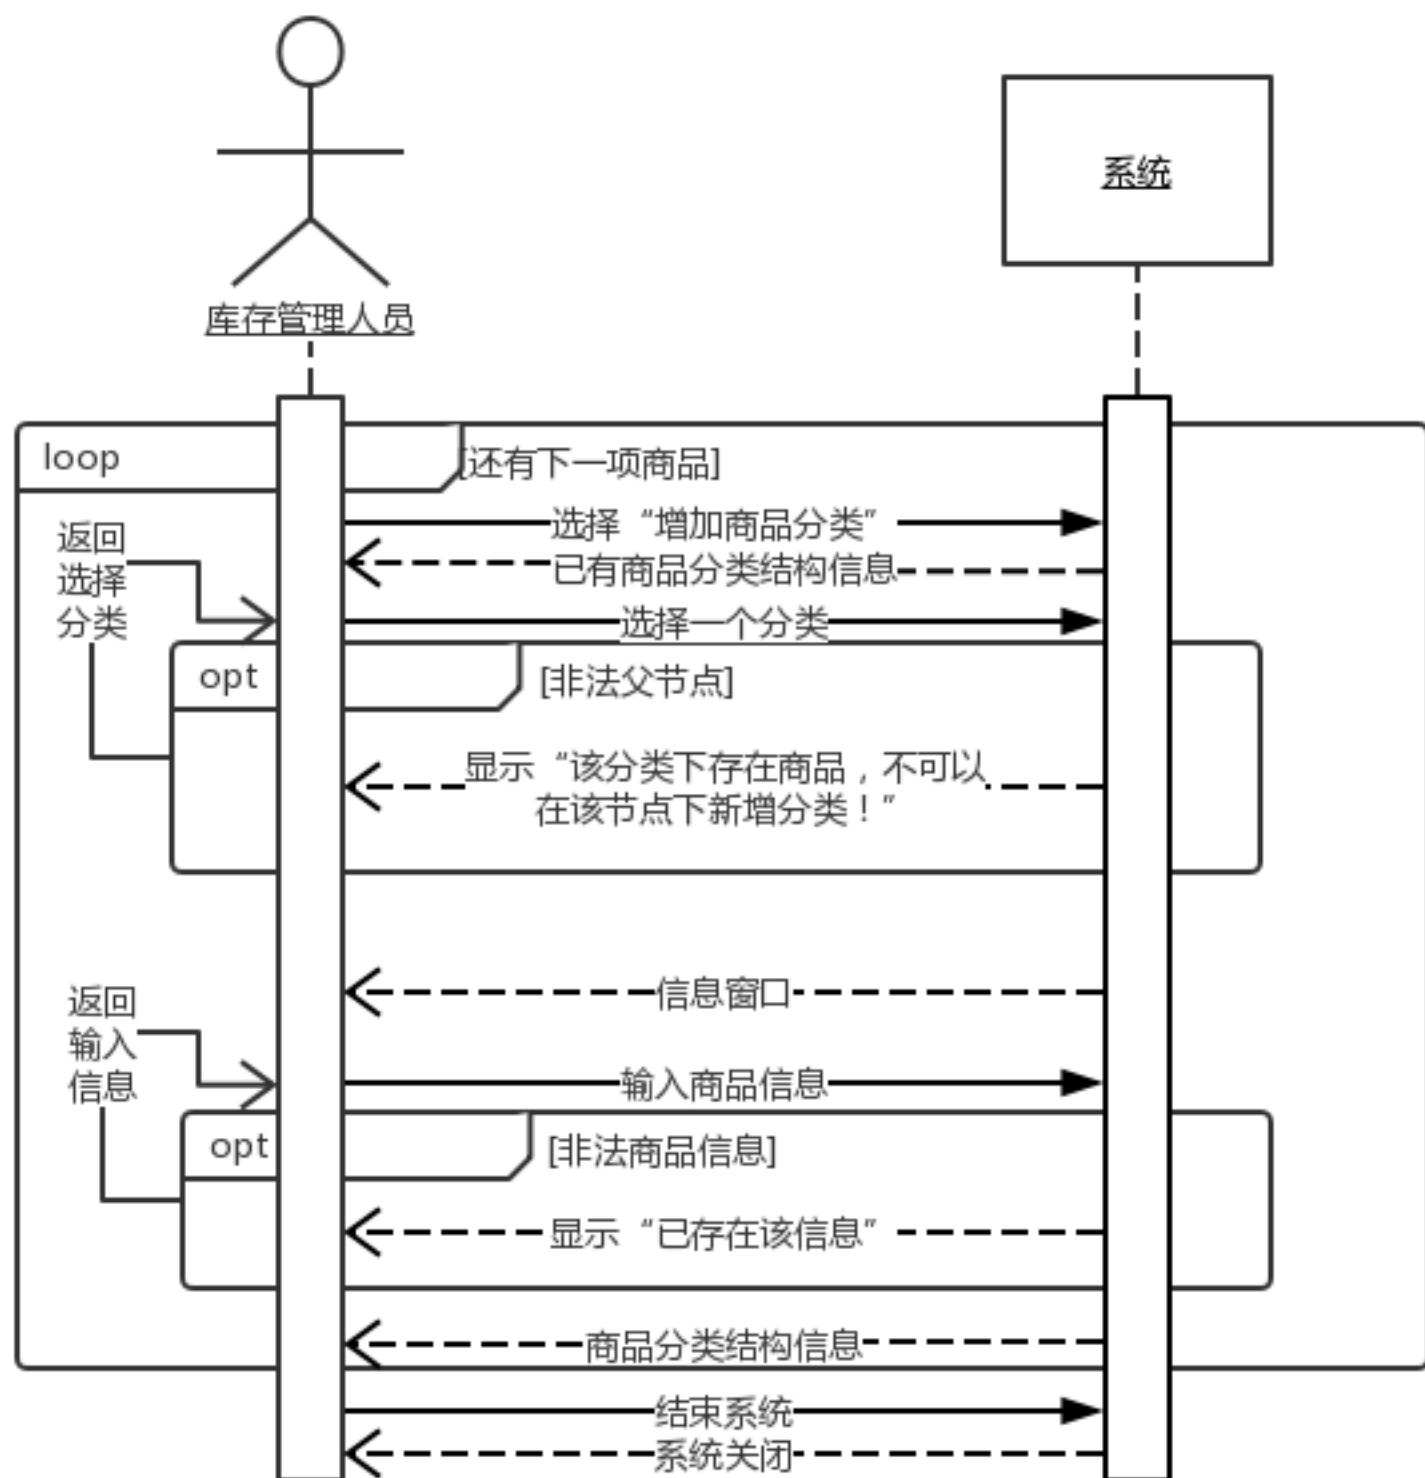 系统
库存管理人员
loop
[还有下一项商品]
选择“增加商品分类”
返回
选择
分类
已有商品分类结构信息
选择一个分类
opt
[非法父节点]
显示“该分类下存在商品，不可以
在该节点下新增分类！”
信息窗口
返回
输入
信息
输入商品信息
opt
[非法商品信息]
显示“已存在该信息”
商品分类结构信息
结束系统
系统关闭